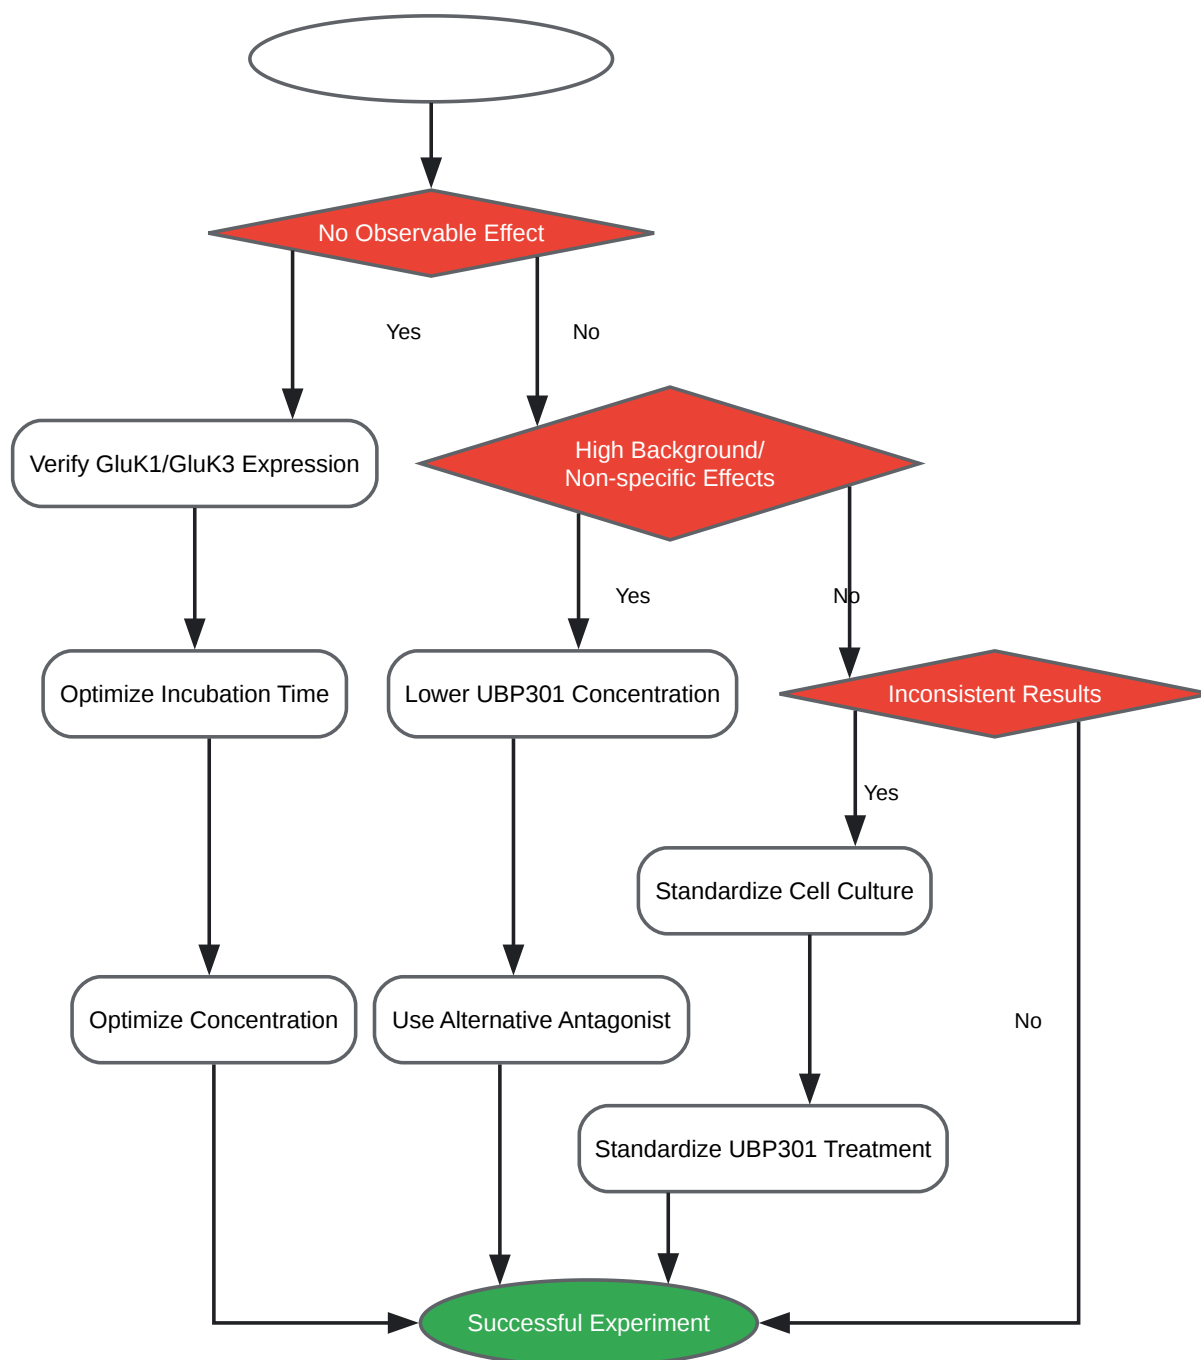 No Observable Effect
Yes
No
Verify GluK1/GluK3 Expression
High Background/
Non-specific Effects
Yes
No
Optimize Incubation Time
Lower UBP301 Concentration
Inconsistent Results
Yes
Standardize Cell Culture
Optimize Concentration
Use Alternative Antagonist
No
Standardize UBP301 Treatment
Successful Experiment